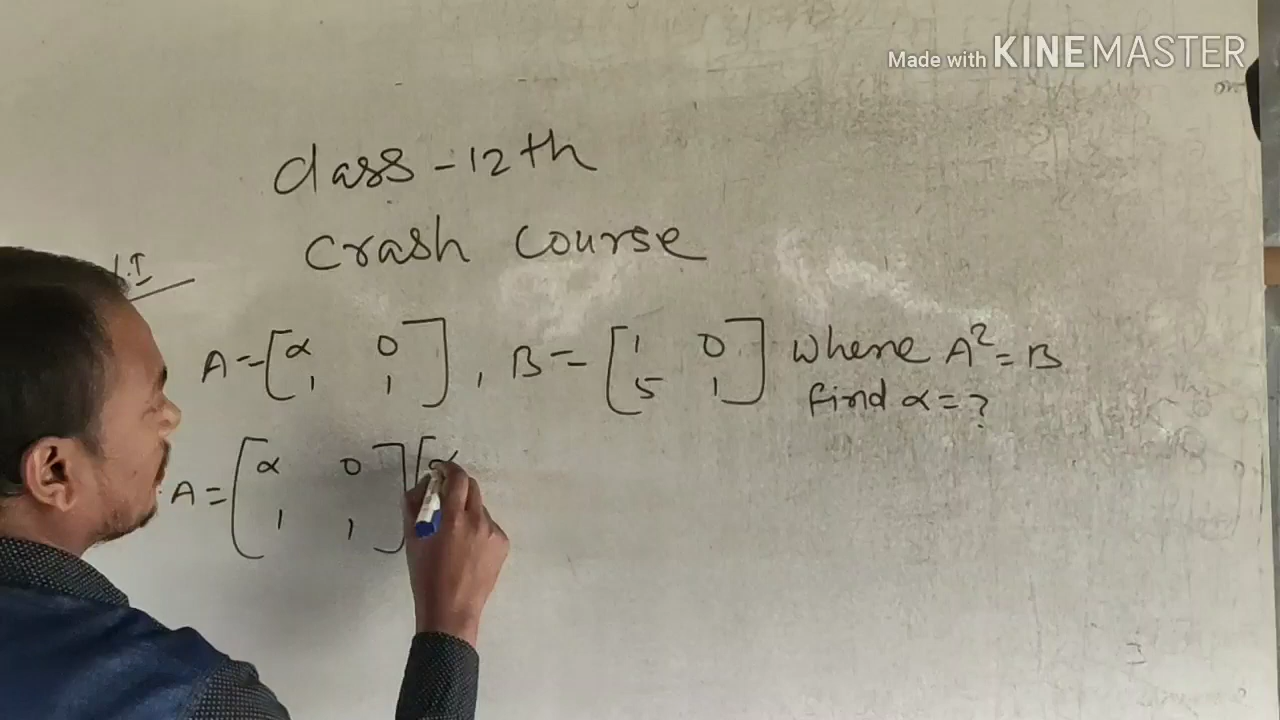 Made with KINEMASTER
Class - 12th
Crash Course
A = [α 0
1 1], B = [1 0
5 1] where A² = B
find α = ?
A = [α 0
1 1] [α